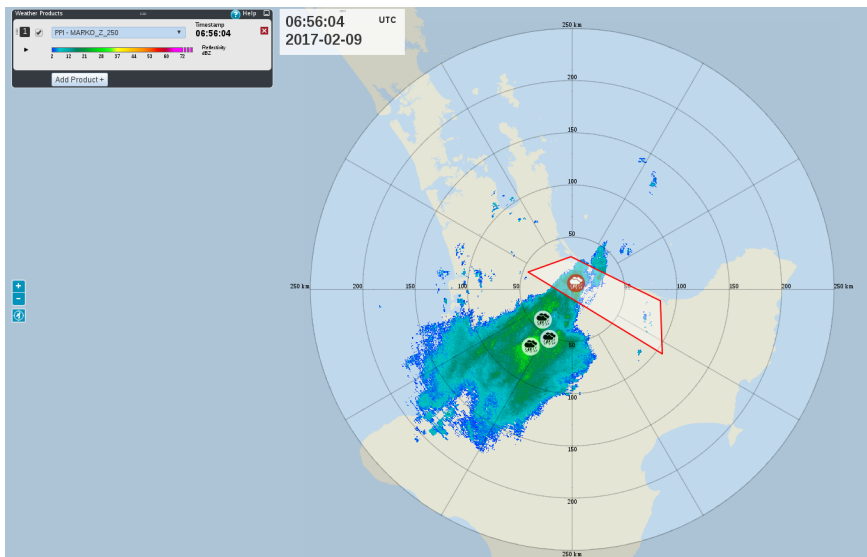 Weather Products
Help
1
PPI - MARKO_Z_250
Timestamp
06:56:04
2 12 21 28 37 44 53 60 72
Reflectivity
dBZ
Add Product +
06:56:04 UTC
2017-02-09
250 km
200
150
100
50
250 km 200 150 100 50 50 100 150 200 250 km
50
100
150
200
250 km